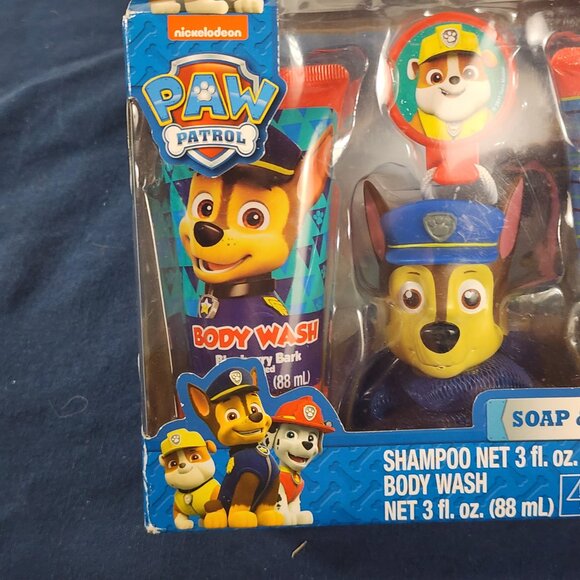 nickelodeon
PAW
PATROL
BODY WASH
Bark
(88 mL)
SOAP &
SHAMPOO NET 3 fl. oz.
BODY WASH
NET 3 fl. oz. (88 mL)